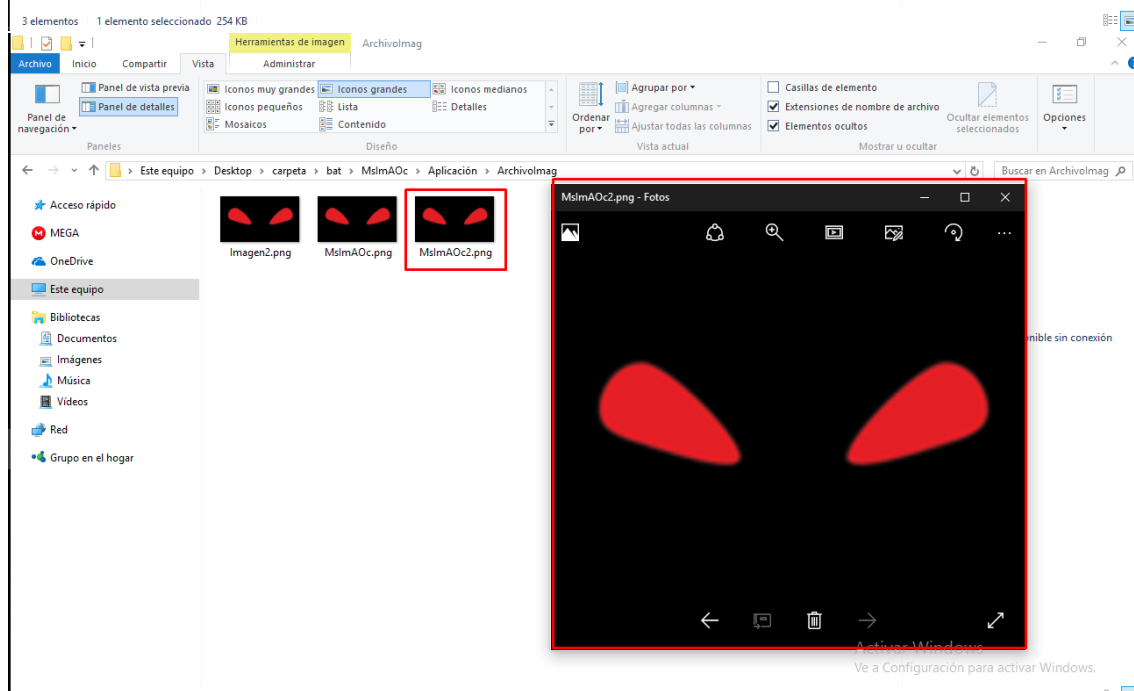 3 elementos 1 elemento seleccionado 254 KB
Herramientas de imagen ArchivoImag
Archivo Inicio Compartir Vista Administrar
Panel de navegación
Panel de vista previa
Panel de detalles
Paneles
Iconos muy grandes Iconos grandes Iconos medianos
Iconos pequeños Lista Detalles
Mosaicos Contenido
Diseño
Ordenar por
Agrupar por
Agregar columnas
Ajustar todas las columnas
Vista actual
Casillas de elemento
Extensiones de nombre de archivo
Elementos ocultos
Ocultar elementos seleccionados
Mostrar u ocultar
Opciones
Este equipo > Desktop > carpeta > bat > MsImAOc > Aplicación > ArchivoImag
Buscar en ArchivoImag
Acceso rápido
MEGA
OneDrive
Este equipo
Bibliotecas
Documentos
Imágenes
Música
Vídeos
Red
Grupo en el hogar
Imagen2.png MsImAOc.png MsImAOc2.png
MsImAOc2.png - Fotos
nible sin conexión
Activar Windows
Ve a Configuración para activar Windows.